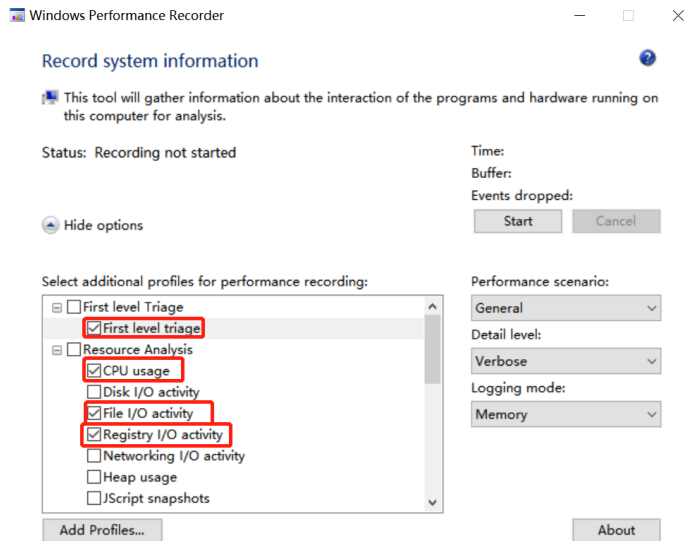 Windows Performance Recorder
Record system information
This tool will gather information about the interaction of the programs and hardware running on
this computer for analysis.
Status: Recording not started
Time:
Buffer:
Events dropped:
Start
Cancel
Hide options
Select additional profiles for performance recording:
First level Triage
First level triage
Resource Analysis
CPU usage
Disk I/O activity
File I/O activity
Registry I/O activity
Networking I/O activity
Heap usage
JScript snapshots
Performance scenario:
General
Detail level:
Verbose
Logging mode:
Memory
Add Profiles...
About